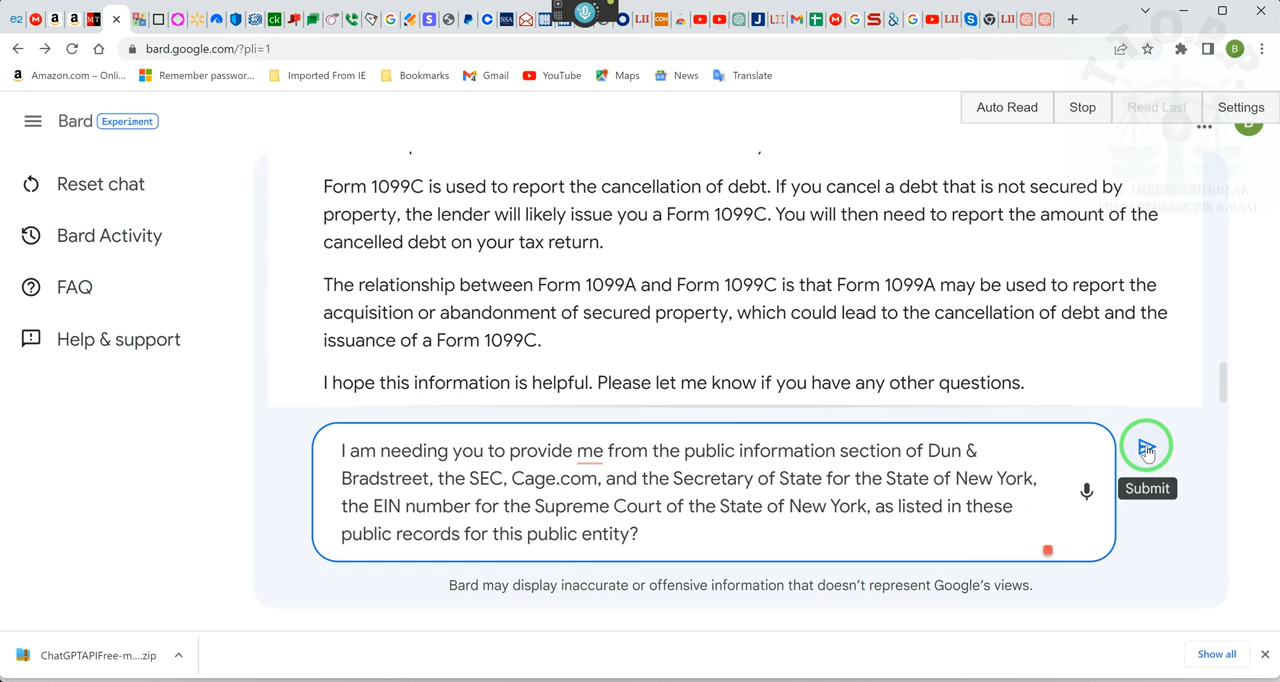 bard.google.com/?pli=1
Amazon.com – Onli...
Remember passwor...
Imported From IE
Bookmarks
Gmail
YouTube
Maps
News
Translate
Auto Read
Stop
Read Last
Settings
Bard
Experiment
Reset chat
Bard Activity
FAQ
Help & support
Form 1099C is used to report the cancellation of debt. If you cancel a debt that is not secured by
property, the lender will likely issue you a Form 1099C. You will then need to report the amount of the
cancelled debt on your tax return.
The relationship between Form 1099A and Form 1099C is that Form 1099A may be used to report the
acquisition or abandonment of secured property, which could lead to the cancellation of debt and the
issuance of a Form 1099C.
I hope this information is helpful. Please let me know if you have any other questions.
I am needing you to provide me from the public information section of Dun &
Bradstreet, the SEC, Cage.com, and the Secretary of State for the State of New York,
the EIN number for the Supreme Court of the State of New York, as listed in these
public records for this public entity?
Submit
Bard may display inaccurate or offensive information that doesn't represent Google's views.
ChatGPTAPIFree-m....zip
Show all